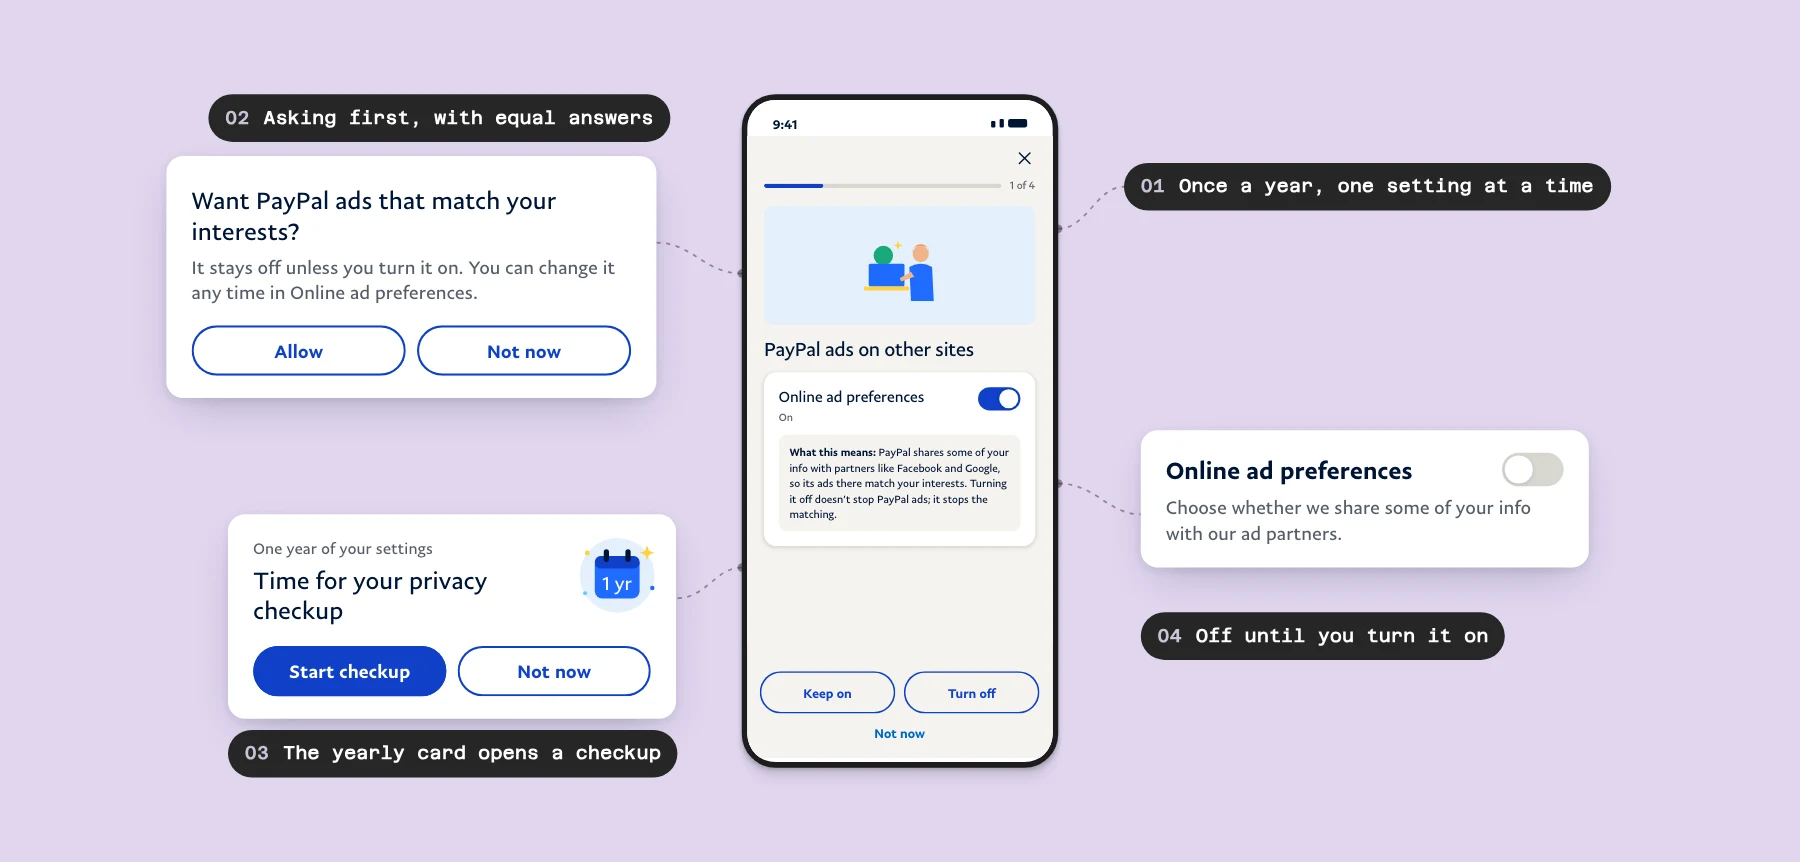 02 Asking first, with equal answers
Want PayPal ads that match your
interests?
It stays off unless you turn it on. You can change it
any time in Online ad preferences.
Allow
Not now
One year of your settings
Time for your privacy
checkup
1 yr
Start checkup
Not now
03 The yearly card opens a checkup
9:41
1 of 4
PayPal ads on other sites
Online ad preferences
On
What this means: PayPal shares some of your
info with partners like Facebook and Google,
so its ads there match your interests. Turning
it off doesn't stop PayPal ads; it stops the
matching.
Keep on
Turn off
Not now
01 Once a year, one setting at a time
Online ad preferences
Choose whether we share some of your info
with our ad partners.
04 Off until you turn it on